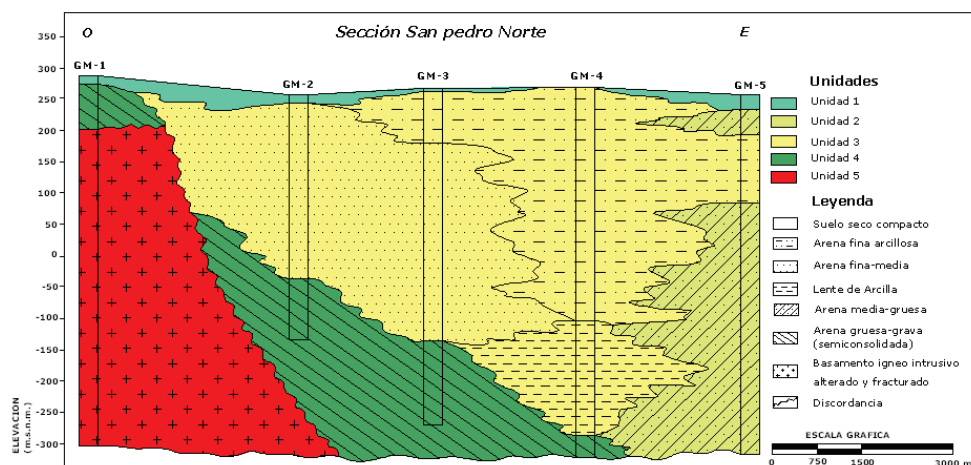 O Sección San pedro Norte E
GM-1
GM-2
GM-3
GM-4
GM-5
350
300
250
200
150
100
50
0
-50
-100
-150
-200
-250
-300
ELEVACION
(m.s.n.m.)
Unidades
Unidad 1
Unidad 2
Unidad 3
Unidad 4
Unidad 5
Leyenda
Suelo seco compacto
Arena fina arcillosa
Arena fina-media
Lente de Arcilla
Arena media-gruesa
Arena gruesa-grava
(semiconsolidada)
Basamento igneo intrusivo
alterado y fracturado
Discordancia
ESCALA GRAFICA
0 750 1500 3000 m